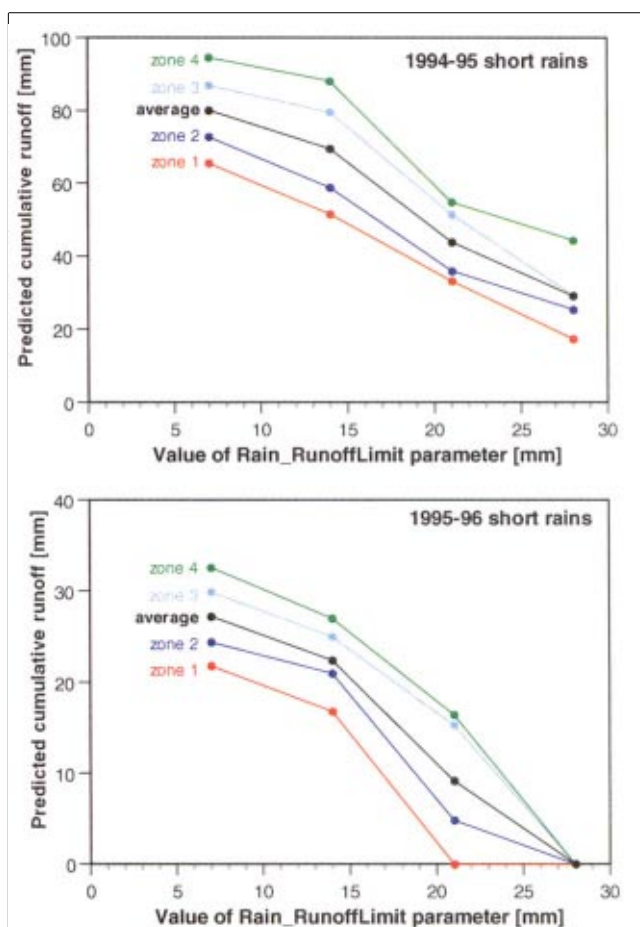 1994-95 short rains
Predicted cumulative runoff [mm]
100
80
60
40
20
0
zone 4
zone 3
average
zone 2
zone 1
0 5 10 15 20 25 30
Value of Rain_RunoffLimit parameter [mm]
1995-96 short rains
Predicted cumulative runoff [mm]
40
30
20
10
0
zone 4
zone 3
average
zone 2
zone 1
0 5 10 15 20 25 30
Value of Rain_RunoffLimit parameter [mm]